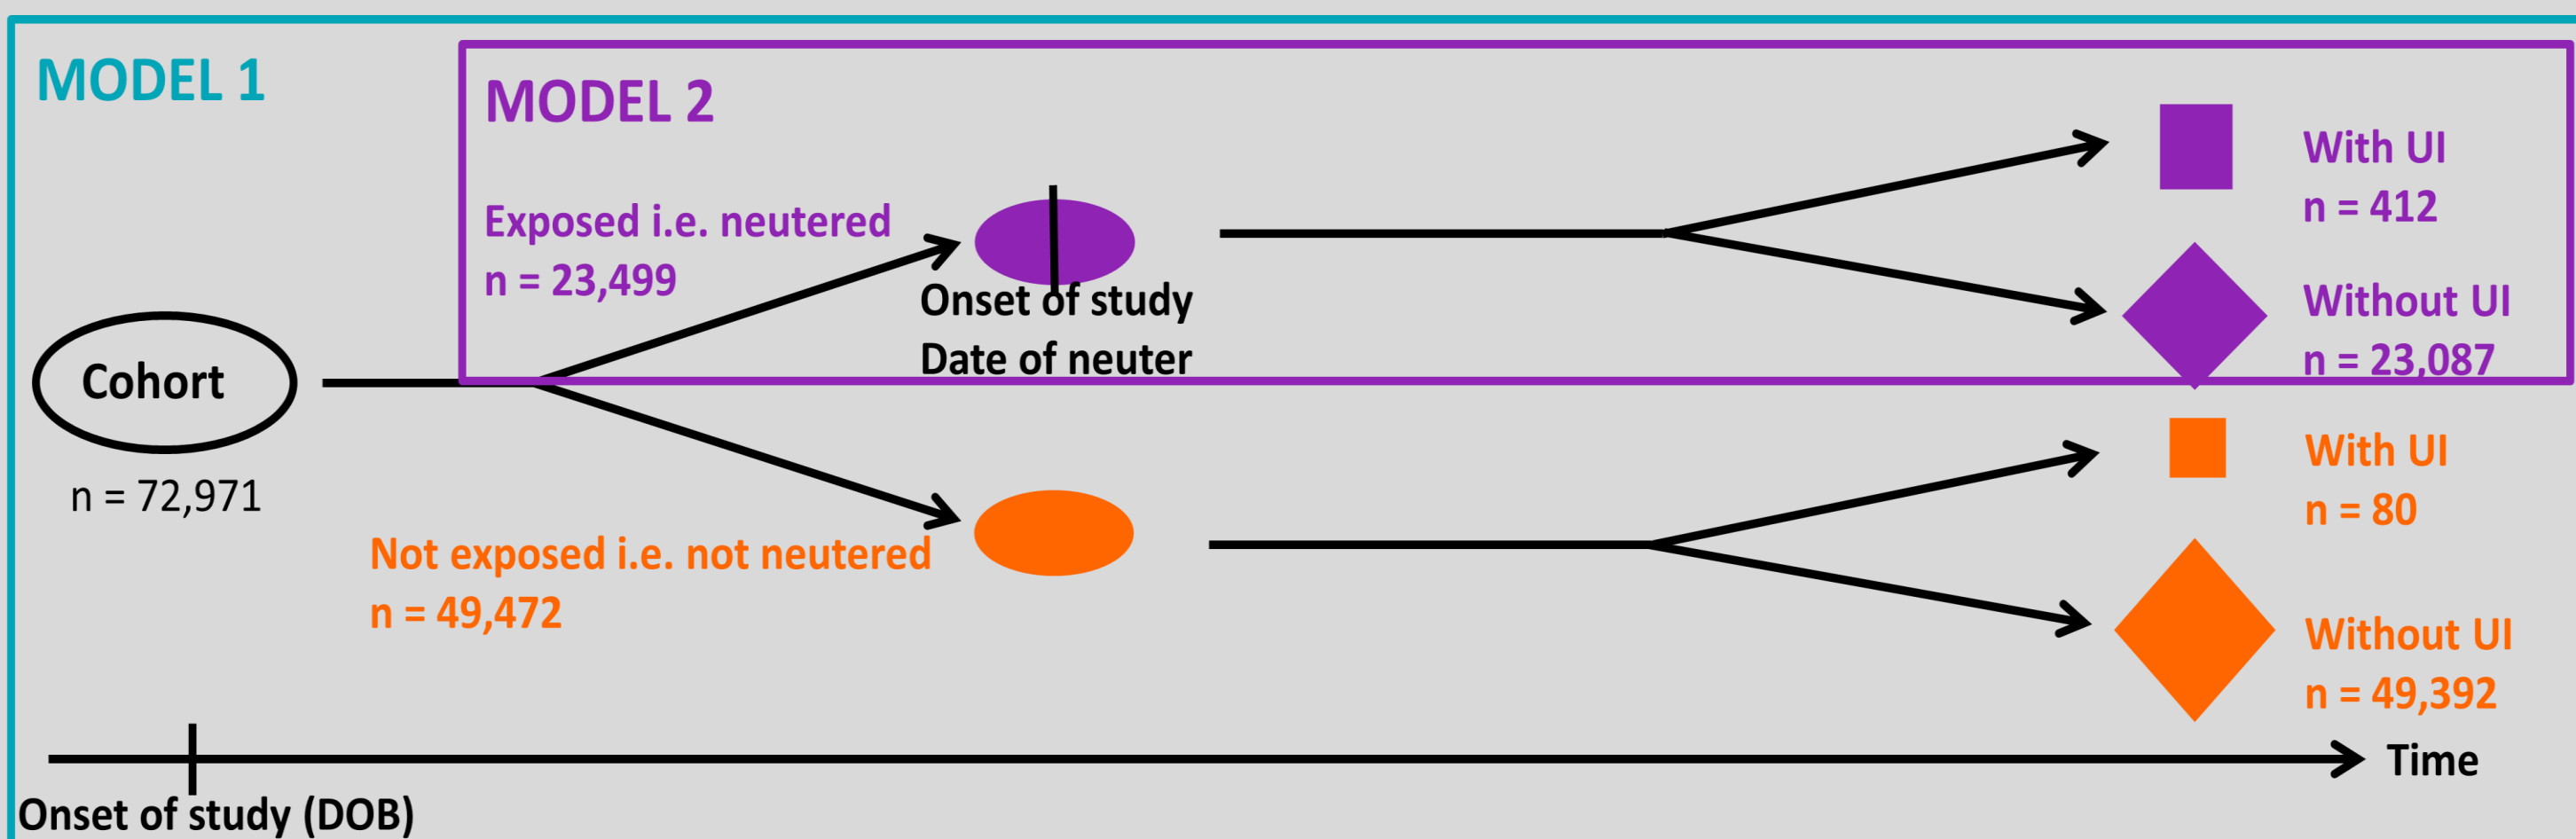 MODEL 1
MODEL 2
Exposed i.e. neutered
n = 23,499
Onset of study
Date of neuter
With UI
n = 412
Without UI
n = 23,087
Cohort
n = 72,971
Not exposed i.e. not neutered
n = 49,472
With UI
n = 80
Without UI
n = 49,392
Time
Onset of study (DOB)